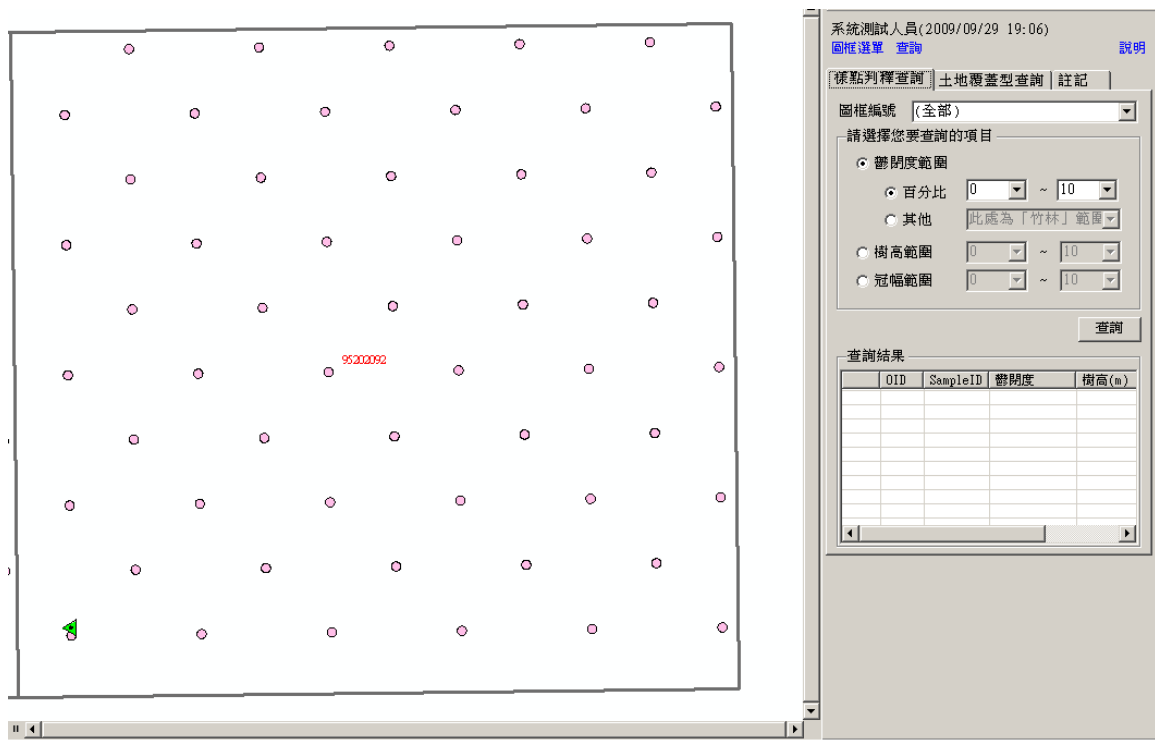 系統測試人員(2009/09/29 19:06)
圖框選單 查詢 說明
樣點判釋查詢 土地覆蓋型查詢 註記
圖框編號 (全部)
請選擇您要查詢的項目
鬱閉度範圍
百分比 0 ~ 10
其他 此處為「竹林」範圍
樹高範圍 0 ~ 10
冠幅範圍 0 ~ 10
查詢
查詢結果
OID SampleID 鬱閉度 樹高(m)
95202092